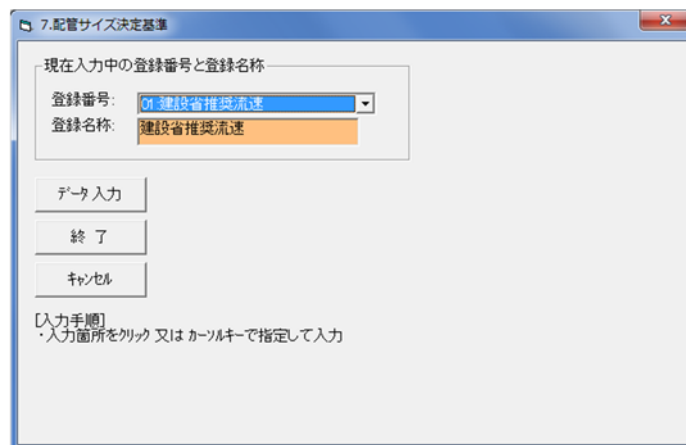 7.配管サイズ決定基準
現在入力中の登録番号と登録名称
登録番号: 01:建設省推奨流速
登録名称: 建設省推奨流速
データ入力
終 了
キャンセル
[入力手順]
・入力箇所をクリック 又は カーソルキーで指定して入力